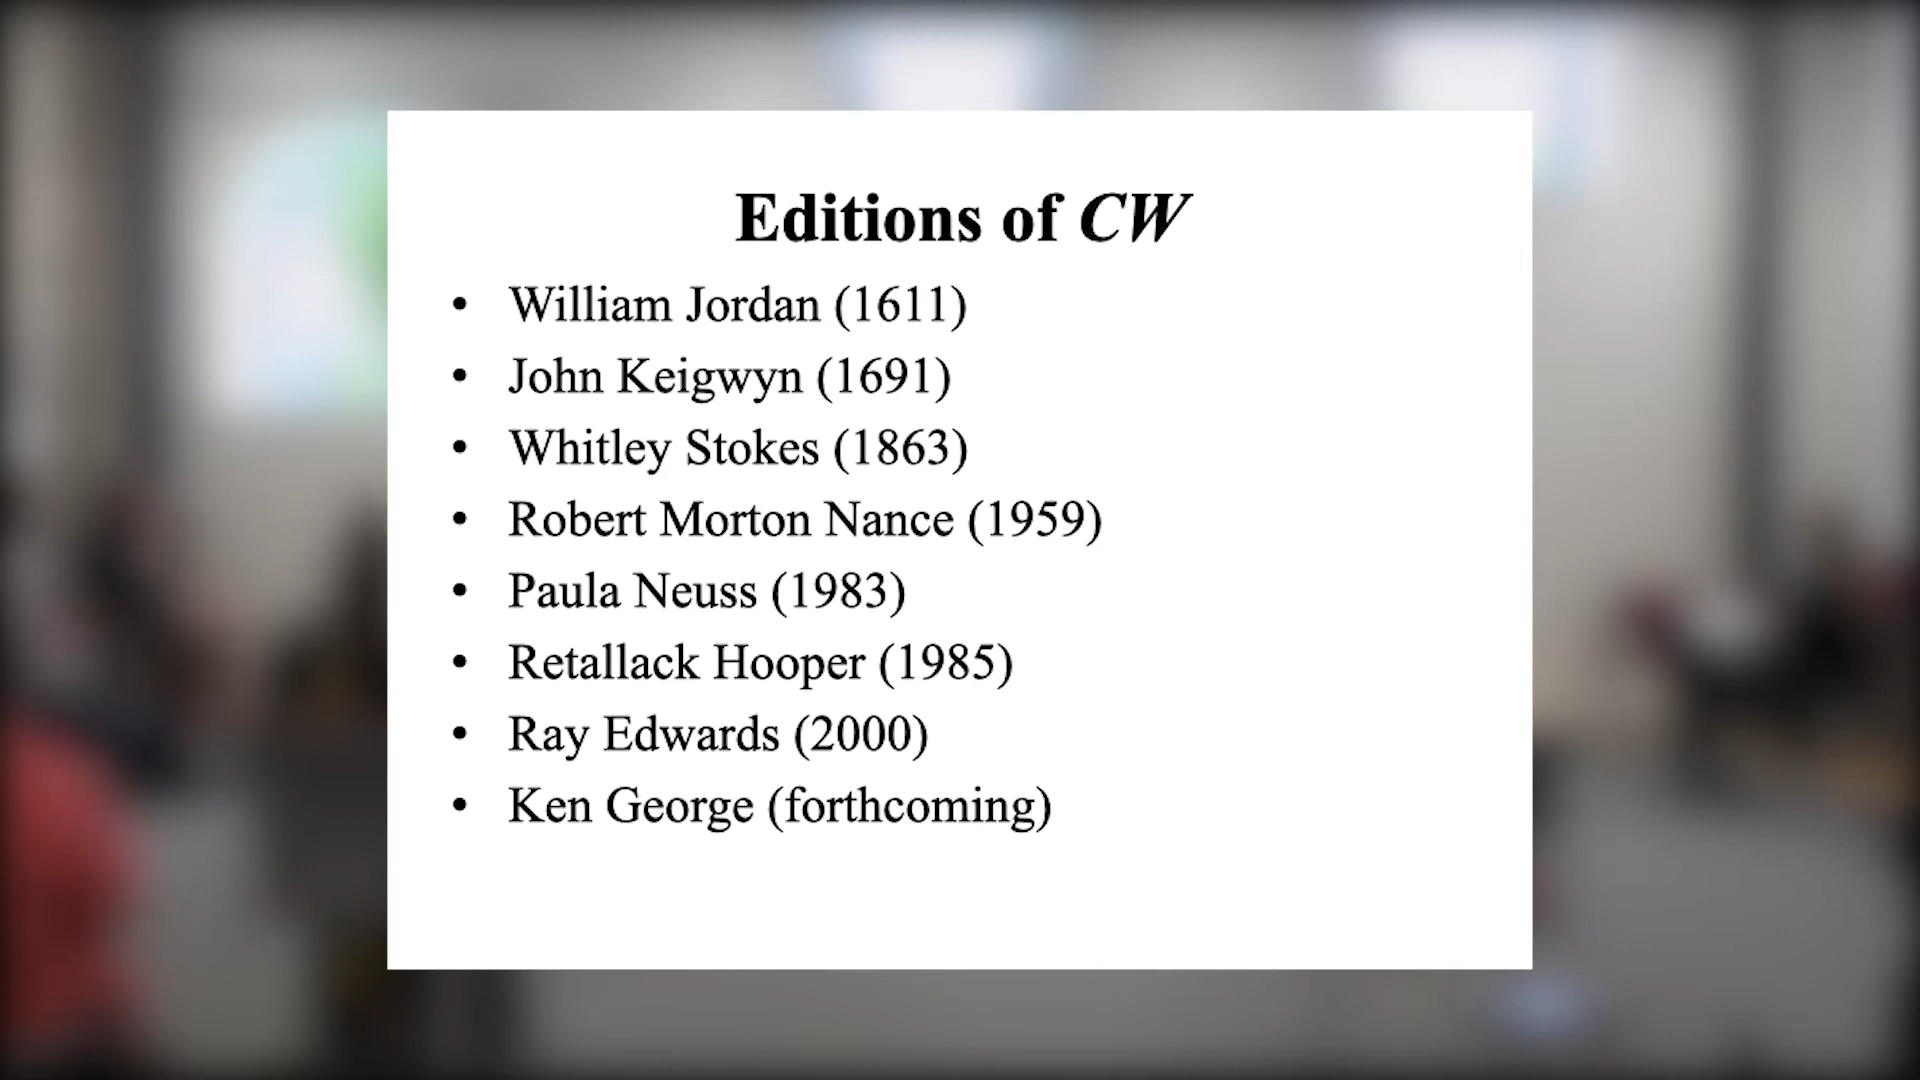 Editions of CW
• William Jordan (1611)
• John Keigwyn (1691)
• Whitley Stokes (1863)
• Robert Morton Nance (1959)
• Paula Neuss (1983)
• Retallack Hooper (1985)
• Ray Edwards (2000)
• Ken George (forthcoming)